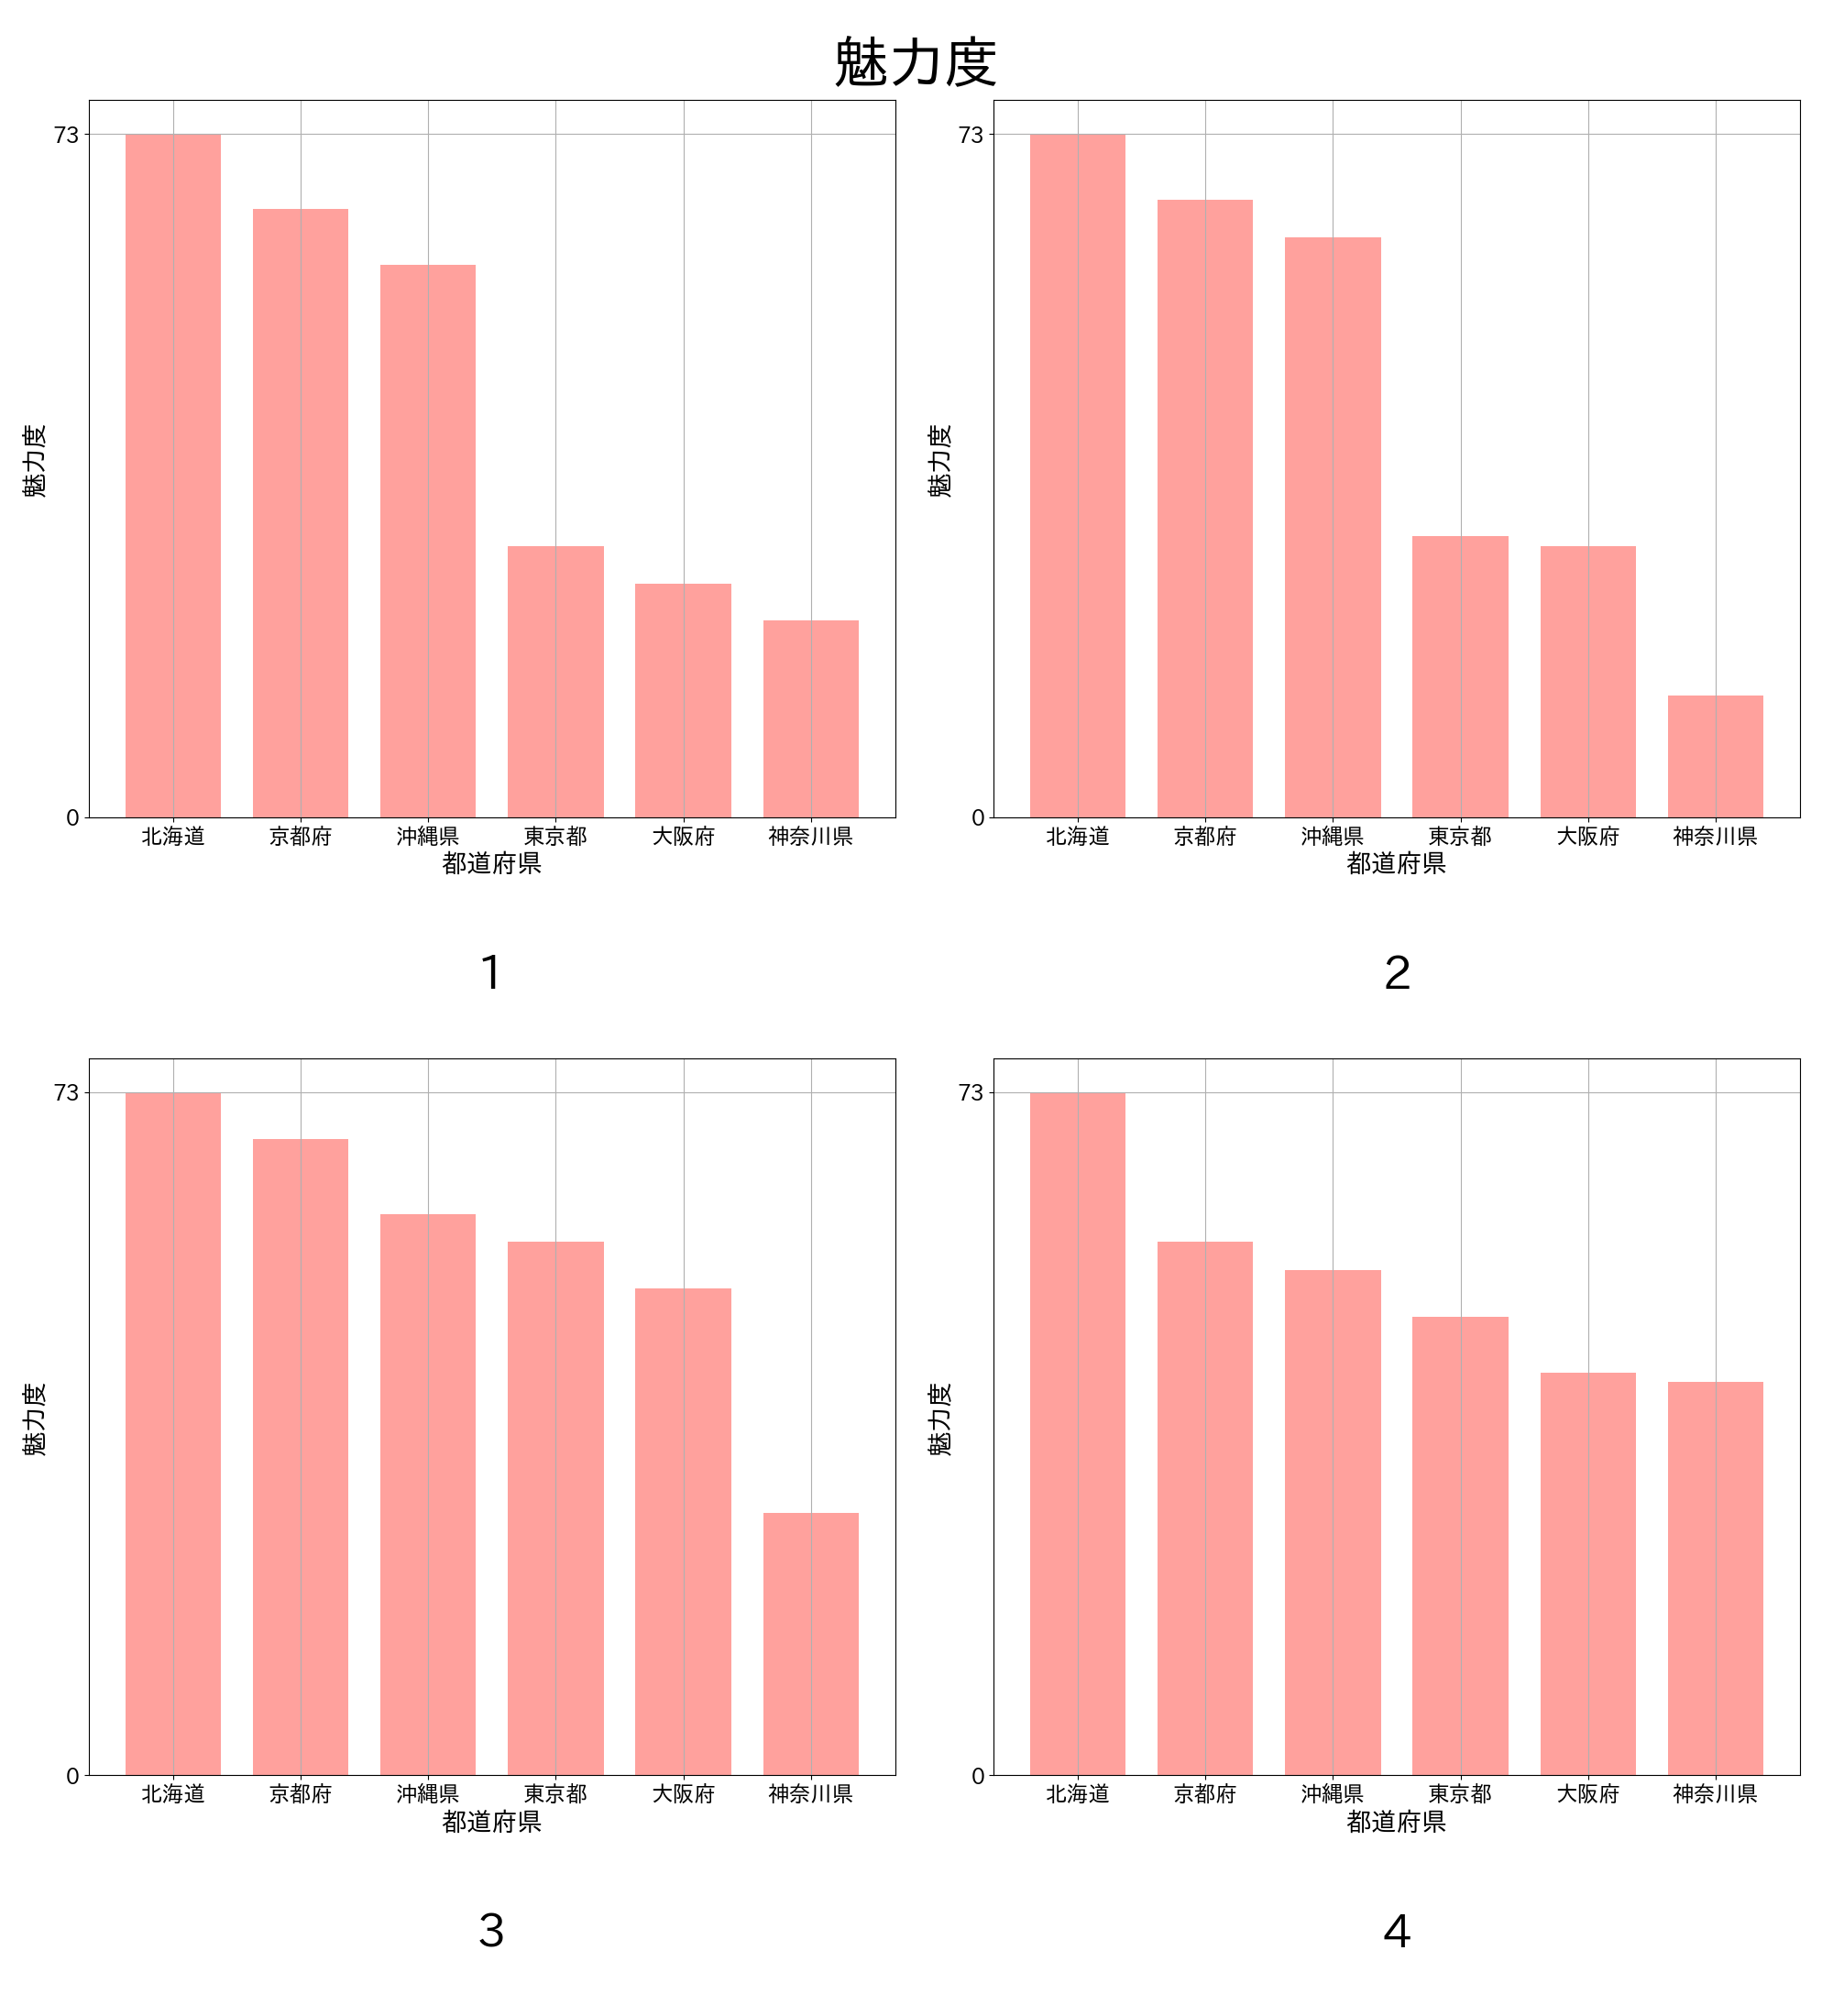 魅力度
73
0
魅力度
北海道 京都府 沖縄県 東京都 大阪府 神奈川県
都道府県
1
73
0
魅力度
北海道 京都府 沖縄県 東京都 大阪府 神奈川県
都道府県
2
73
0
魅力度
北海道 京都府 沖縄県 東京都 大阪府 神奈川県
都道府県
3
73
0
魅力度
北海道 京都府 沖縄県 東京都 大阪府 神奈川県
都道府県
4